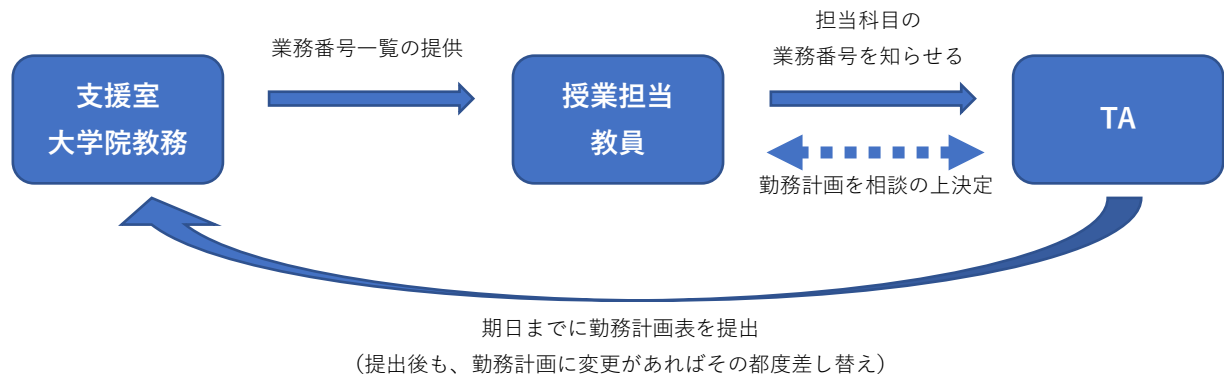 業務番号一覧の提供
担当科目の
業務番号を知らせる
支援室
大学院教務
授業担当
教員
TA
勤務計画を相談の上決定
期日までに勤務計画表を提出
（提出後も、勤務計画に変更があればその都度差し替え）